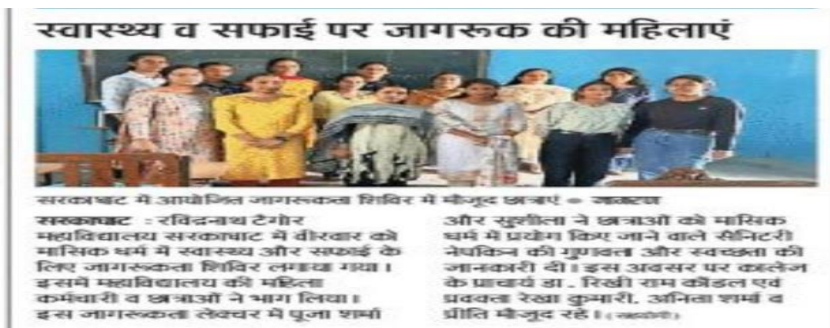 स्वास्थ्य व सफाई पर जागरूक की महिलाएं
सरकाघाट में आयोजित जागरूकता शिविर में मौजूद छात्राएं ● जागरण
सरकाघाट : रविंद्रनाथ टैगोर
महाविद्यालय सरकाघाट में वीरवार को
मासिक धर्म में स्वास्थ्य और सफाई के
लिए जागरूकता शिविर लगाया गया।
इसमें महाविद्यालय की महिला
कर्मचारी व छात्राओं ने भाग लिया।
इस जागरूकता लेक्चर में पूजा शर्मा
और सुशीला ने छात्राओं को मासिक
धर्म में प्रयोग किए जाने वाले सैनिटरी
नेपकिन की गुणवता और स्वच्छता की
जानकारी दी। इस अवसर पर कालेज
के प्राचार्य डा. रिखी राम कौंडल एवं
प्रवक्ता रेखा कुमारी, अनिता शर्मा व
प्रीति मौजूद रहे। (सहयोगी)